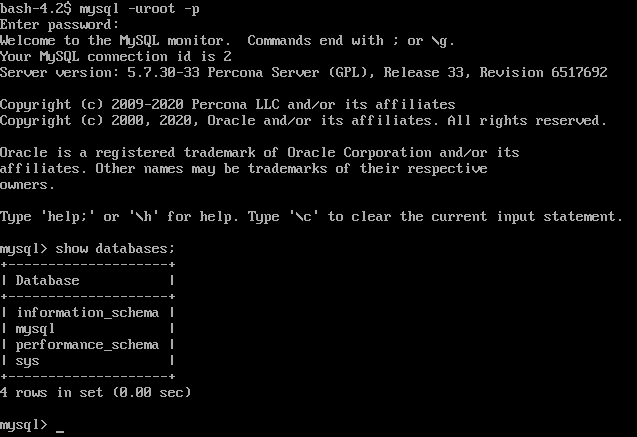 bash-4.2$ mysql -uroot -p
Enter password:
Welcome to the MySQL monitor.  Commands end with ; or \g.
Your MySQL connection id is 2
Server version: 5.7.30-33 Percona Server (GPL), Release 33, Revision 6517692

Copyright (c) 2009-2020 Percona LLC and/or its affiliates
Copyright (c) 2000, 2020, Oracle and/or its affiliates. All rights reserved.

Oracle is a registered trademark of Oracle Corporation and/or its
affiliates. Other names may be trademarks of their respective
owners.

Type 'help;' or '\h' for help. Type '\c' to clear the current input statement.

mysql> show databases;
+--------------------+
| Database           |
+--------------------+
| information_schema |
| mysql              |
| performance_schema |
| sys                |
+--------------------+
4 rows in set (0.00 sec)

mysql> _